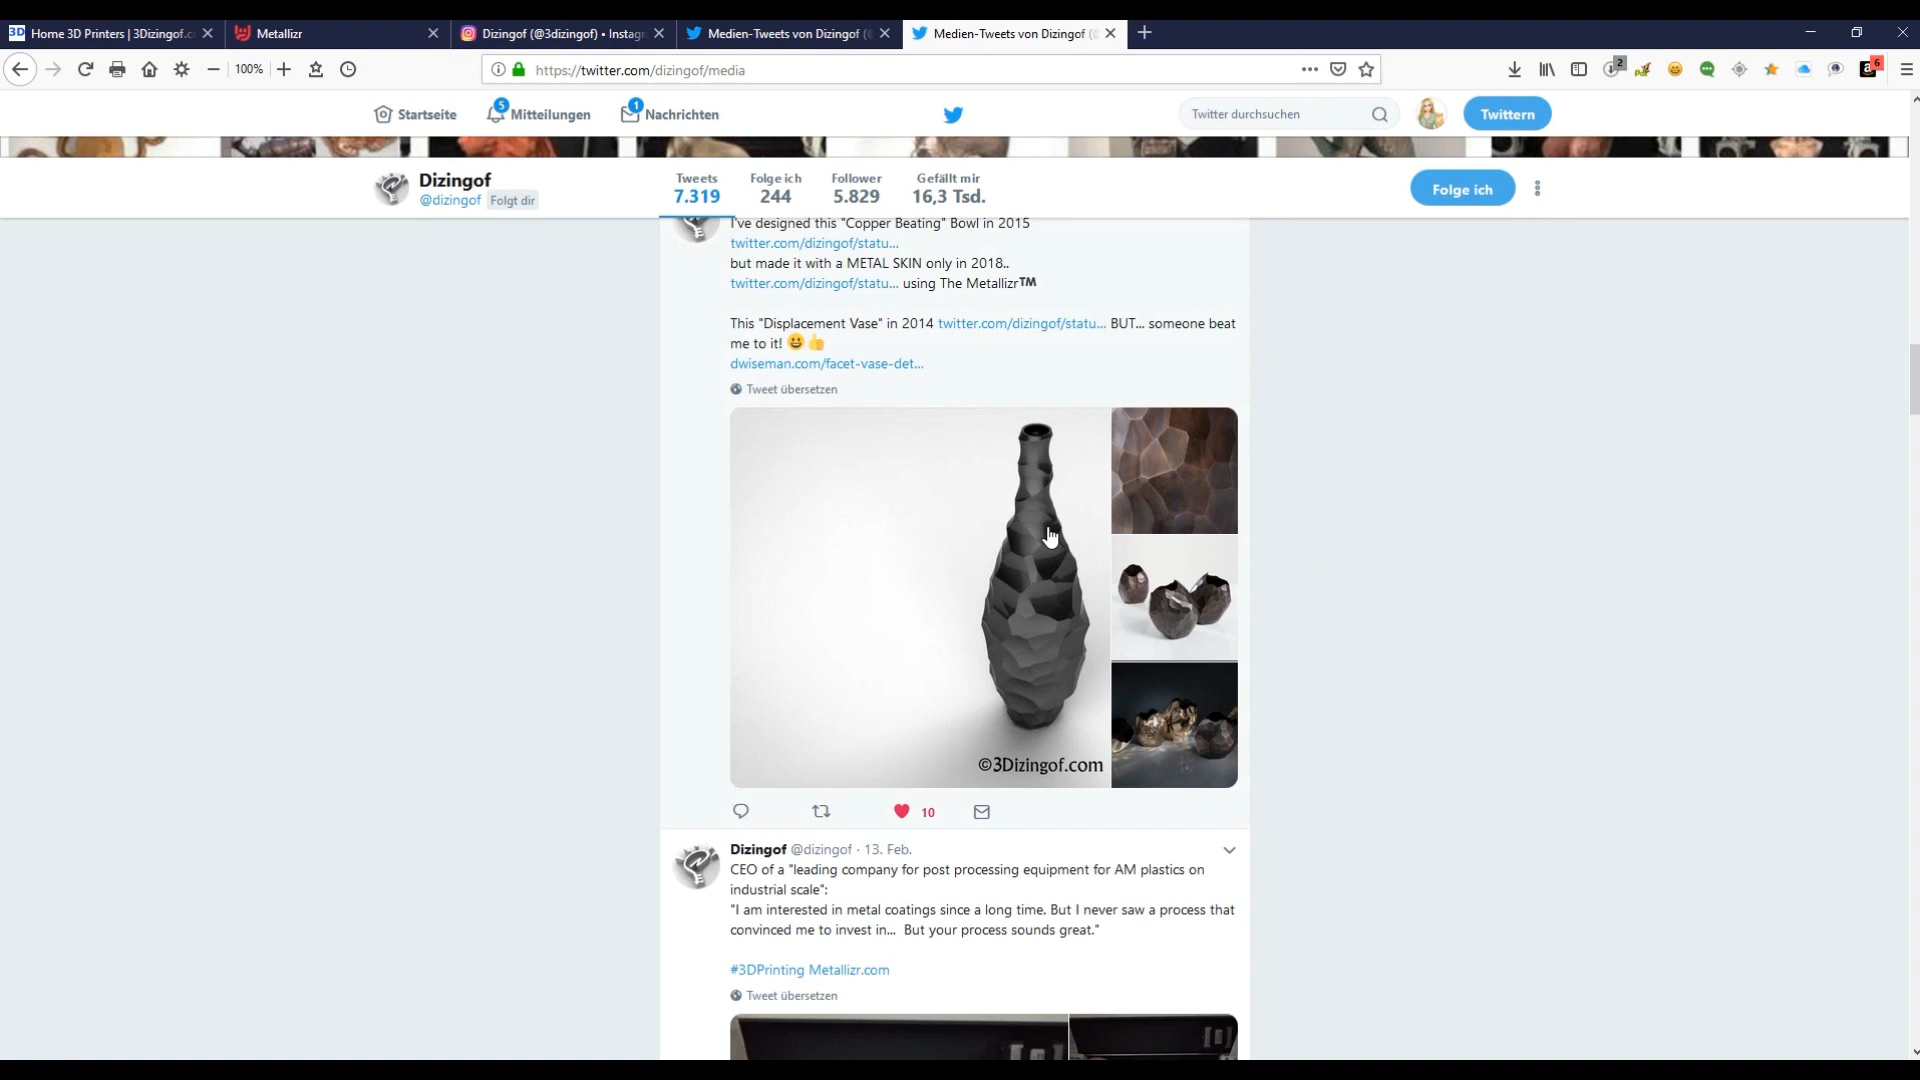 Home 3D Printers | 3Dizingof.c
Metallizr
Dizingof (@3dizingof) • Instag
Medien-Tweets von Dizingof (
Medien-Tweets von Dizingof (
100%
https://twitter.com/dizingof/media
2
6
Startseite
5
Mitteilungen
1
Nachrichten
Twitter durchsuchen
Twittern
Dizingof
@dizingof Folgt dir
Tweets
7.319
Folge ich
244
Follower
5.829
Gefällt mir
16,3 Tsd.
Folge ich
I've designed this "Copper Beating" Bowl in 2015
twitter.com/dizingof/statu...
but made it with a METAL SKIN only in 2018..
twitter.com/dizingof/statu... using The Metallizr™
This "Displacement Vase" in 2014 twitter.com/dizingof/statu... BUT... someone beat
me to it! 😀👍
dwiseman.com/facet-vase-det...
Tweet übersetzen
©3Dizingof.com
10
Dizingof @dizingof · 13. Feb.
CEO of a "leading company for post processing equipment for AM plastics on
industrial scale":
"I am interested in metal coatings since a long time. But I never saw a process that
convinced me to invest in... But your process sounds great."
#3DPrinting Metallizr.com
Tweet übersetzen